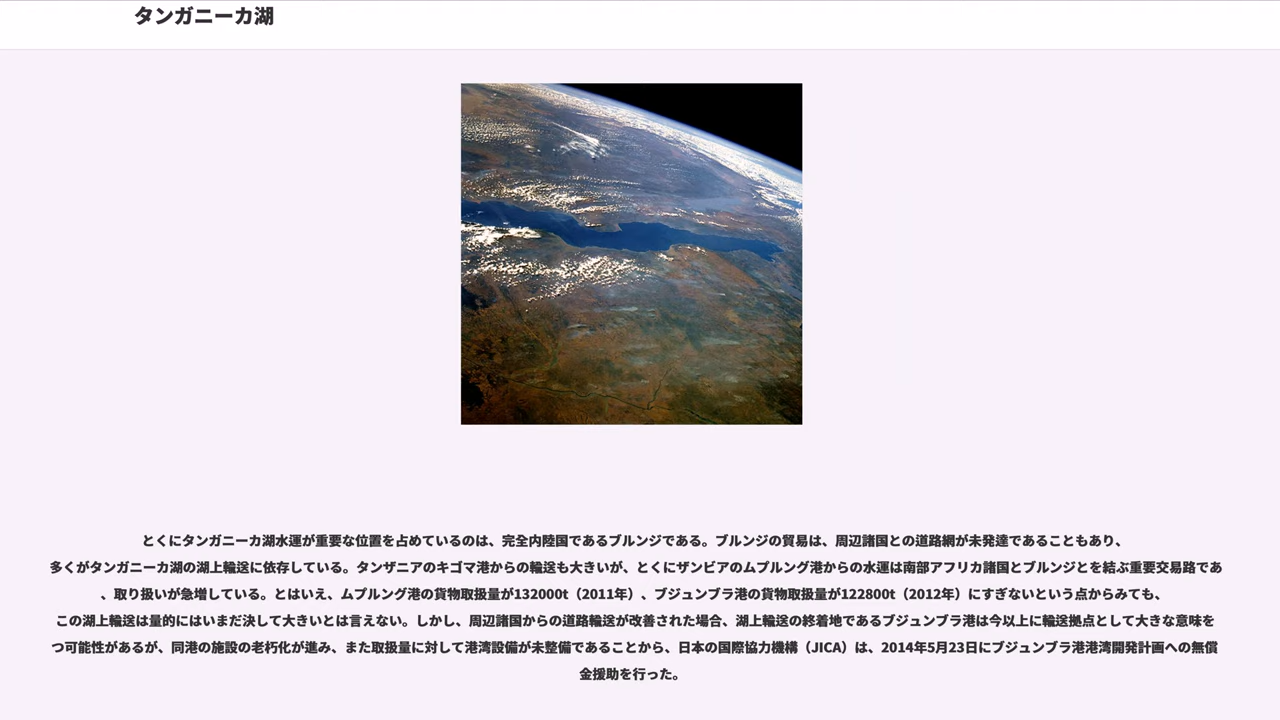 タンガニーカ湖
とくにタンガニーカ湖水運が重要な位置を占めているのは、完全内陸国であるブルンジである。ブルンジの貿易は、周辺諸国との道路網が未発達であることもあり、
多くがタンガニーカ湖の湖上輸送に依存している。タンザニアのキゴマ港からの輸送も大きいが、とくにザンビアのムプルング港からの水運は南部アフリカ諸国とブルンジとを結ぶ重要交易路であ
、取り扱いが急増している。とはいえ、ムプルング港の貨物取扱量が132000t（2011年）、ブジュンブラ港の貨物取扱量が122800t（2012年）にすぎないという点からみても、
この湖上輸送は量的にはいまだ決して大きいとは言えない。しかし、周辺諸国からの道路輸送が改善された場合、湖上輸送の終着地であるブジュンブラ港は今以上に輸送拠点として大きな意味を
つ可能性があるが、同港の施設の老朽化が進み、また取扱量に対して港湾設備が未整備であることから、日本の国際協力機構（JICA）は、2014年5月23日にブジュンブラ港港湾開発計画への無償
金援助を行った。